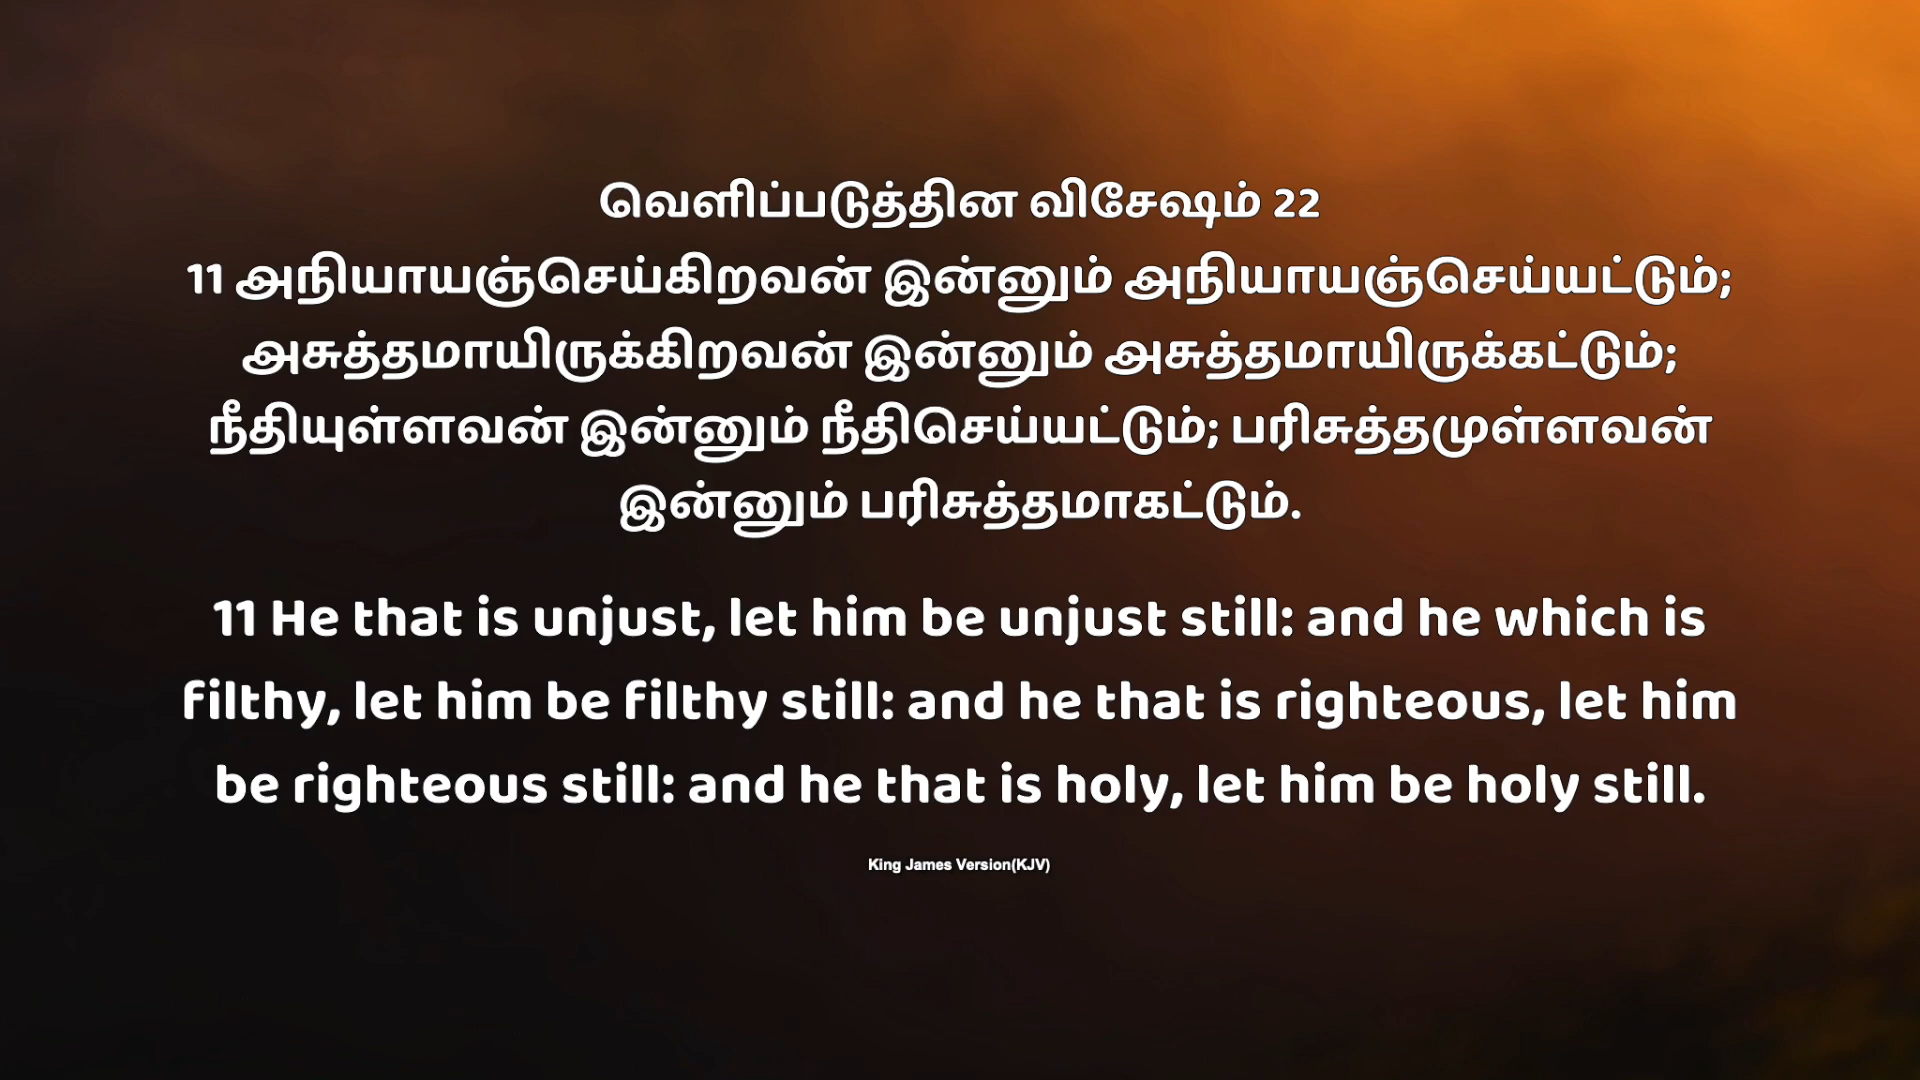 வெளிப்படுத்தின விசேஷம் 22
11 அநியாயஞ்செய்கிறவன் இன்னும் அநியாயஞ்செய்யட்டும்;
அசுத்தமாயிருக்கிறவன் இன்னும் அசுத்தமாயிருக்கட்டும்;
நீதியுள்ளவன் இன்னும் நீதிசெய்யட்டும்; பரிசுத்தமுள்ளவன்
இன்னும் பரிசுத்தமாகட்டும்.
11 He that is unjust, let him be unjust still: and he which is
filthy, let him be filthy still: and he that is righteous, let him
be righteous still: and he that is holy, let him be holy still.
King James Version(KJV)